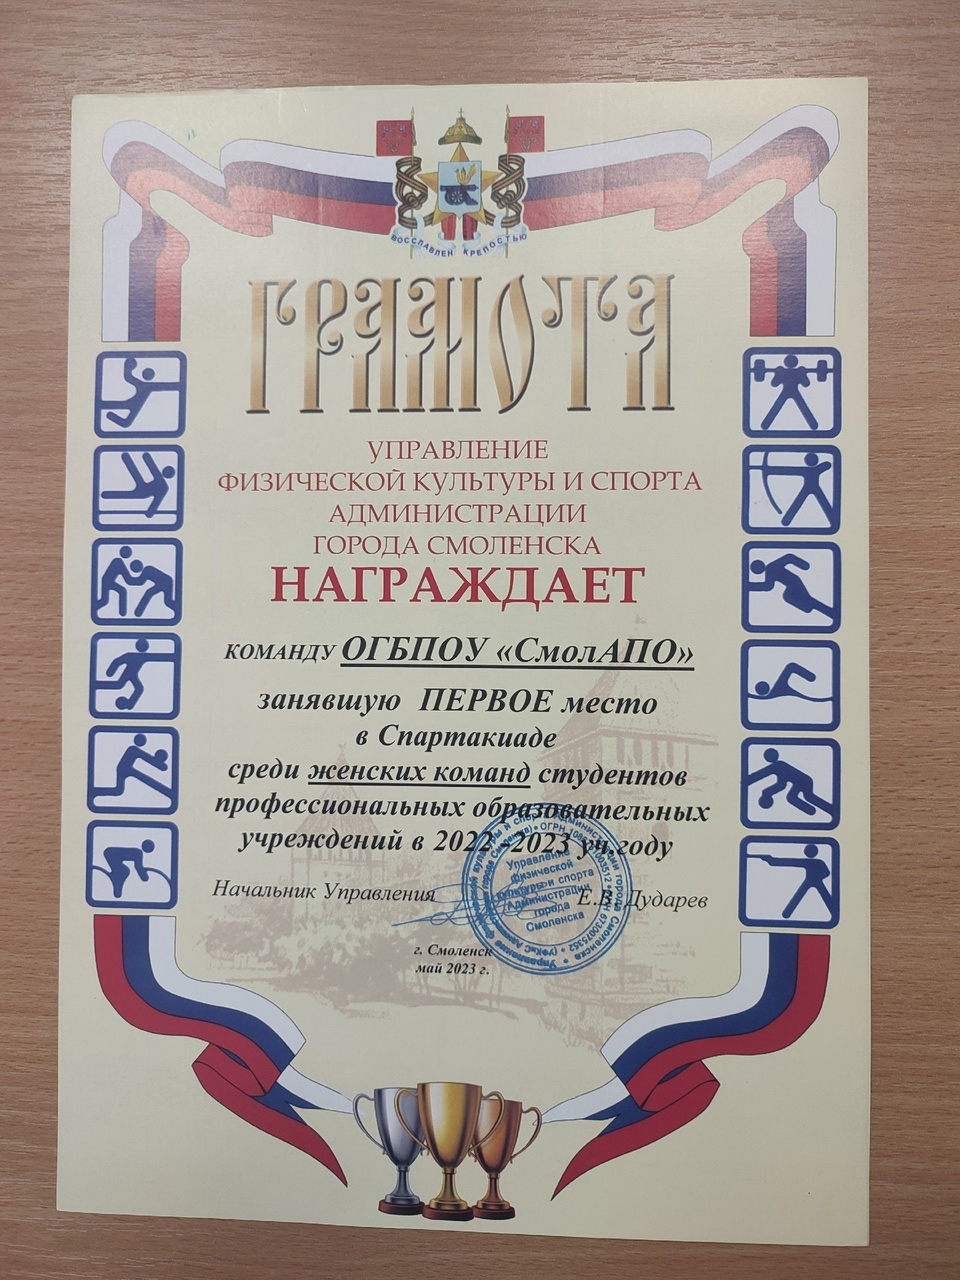 ВОССЛАВЛЕН КРЕПОСТЬЮ
ГРАМОТА
УПРАВЛЕНИЕ
ФИЗИЧЕСКОЙ КУЛЬТУРЫ И СПОРТА
АДМИНИСТРАЦИИ
ГОРОДА СМОЛЕНСКА
НАГРАЖДАЕТ
КОМАНДУ ОГБПОУ «СмолАПО»
занявшую ПЕРВОЕ место
в Спартакиаде
среди женских команд студентов
профессиональных образовательных
учреждений в 2022 -2023 уч.году
Начальник Управления Е.В. Дударев
Управление
физической
культуры и спорта
Администрации
города
Смоленска
г. Смоленск
май 2023 г.